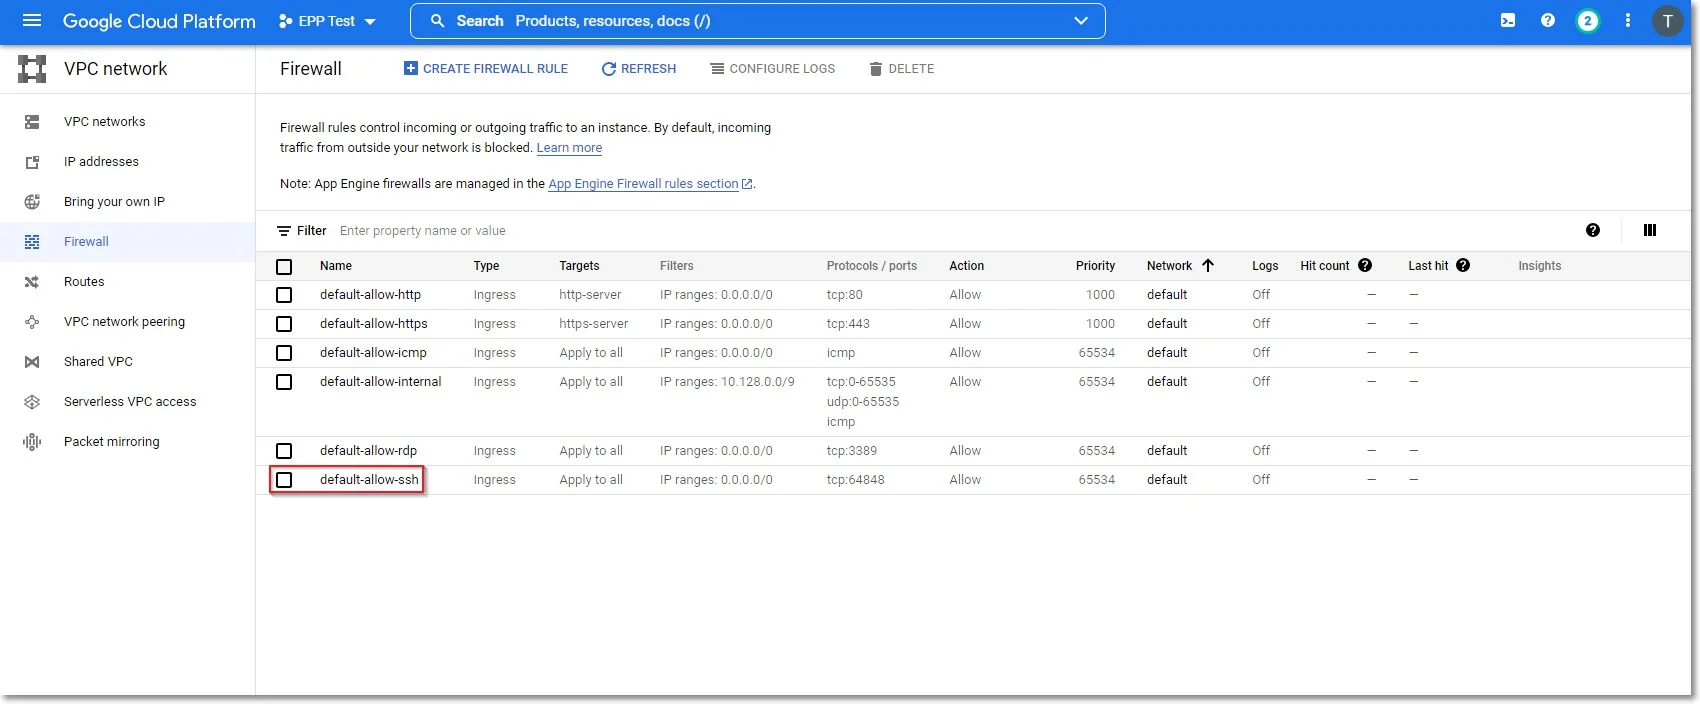 Google Cloud Platform EPP Test Search Products, resources, docs (/) 2 T
VPC network
Firewall CREATE FIREWALL RULE REFRESH CONFIGURE LOGS DELETE
VPC networks
IP addresses
Bring your own IP
Firewall
Routes
VPC network peering
Shared VPC
Serverless VPC access
Packet mirroring
Firewall rules control incoming or outgoing traffic to an instance. By default, incoming
traffic from outside your network is blocked. Learn more
Note: App Engine firewalls are managed in the App Engine Firewall rules section.
Filter Enter property name or value
Name Type Targets Filters Protocols / ports Action Priority Network Logs Hit count Last hit Insights
default-allow-http Ingress http-server IP ranges: 0.0.0.0/0 tcp:80 Allow 1000 default Off — —
default-allow-https Ingress https-server IP ranges: 0.0.0.0/0 tcp:443 Allow 1000 default Off — —
default-allow-icmp Ingress Apply to all IP ranges: 0.0.0.0/0 icmp Allow 65534 default Off — —
default-allow-internal Ingress Apply to all IP ranges: 10.128.0.0/9 tcp:0-65535 Allow 65534 default Off — —
udp:0-65535
icmp
default-allow-rdp Ingress Apply to all IP ranges: 0.0.0.0/0 tcp:3389 Allow 65534 default Off — —
default-allow-ssh Ingress Apply to all IP ranges: 0.0.0.0/0 tcp:64848 Allow 65534 default Off — —